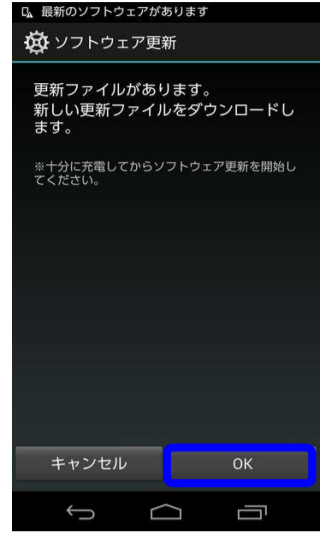 最新のソフトウェアがあります
ソフトウェア更新
更新ファイルがあります。
新しい更新ファイルをダウンロードし
ます。
※十分に充電してからソフトウェア更新を開始し
てください。
キャンセル
OK